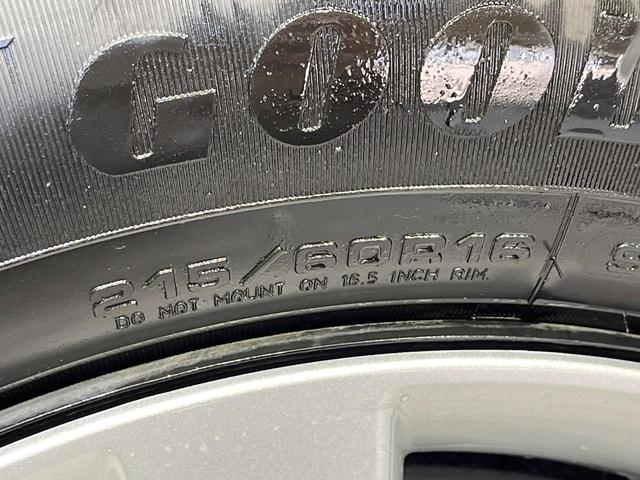 GOO
215/60R16
DO NOT MOUNT ON 16.5 INCH RIM.